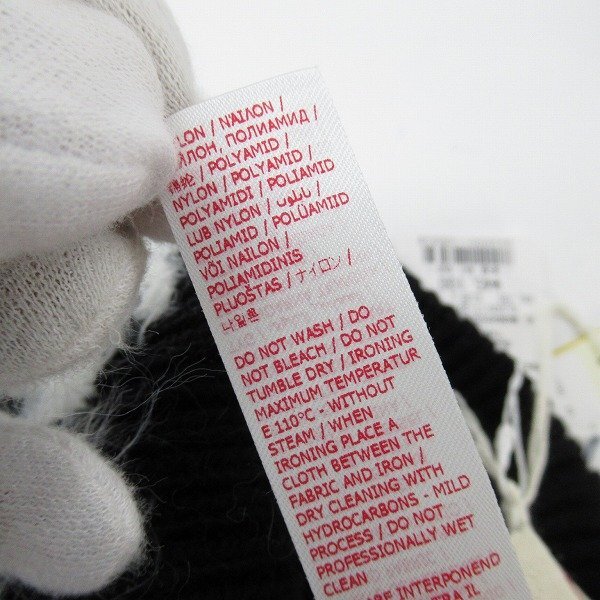 NAILON /
ПОЛИАМИД /
/ POLYAMID /
NYLON / POLYAMID /
POLYAMIDI / POLIAMID
LUB NYLON / نايلون /
POLIAMID / POLÜAMIID
VÕI NAILON /
POLIAMIDINIS
PLUOŠTAS / ナイロン /
나일론
DO NOT WASH / DO
NOT BLEACH / DO NOT
TUMBLE DRY / IRONING
MAXIMUM TEMPERATUR
E 110°C - WITHOUT
STEAM / WHEN
IRONING PLACE A
CLOTH BETWEEN THE
FABRIC AND IRON /
DRY CLEANING WITH
HYDROCARBONS - MILD
PROCESS / DO NOT
PROFESSIONALLY WET
CLEAN
INTERPONEND
IL